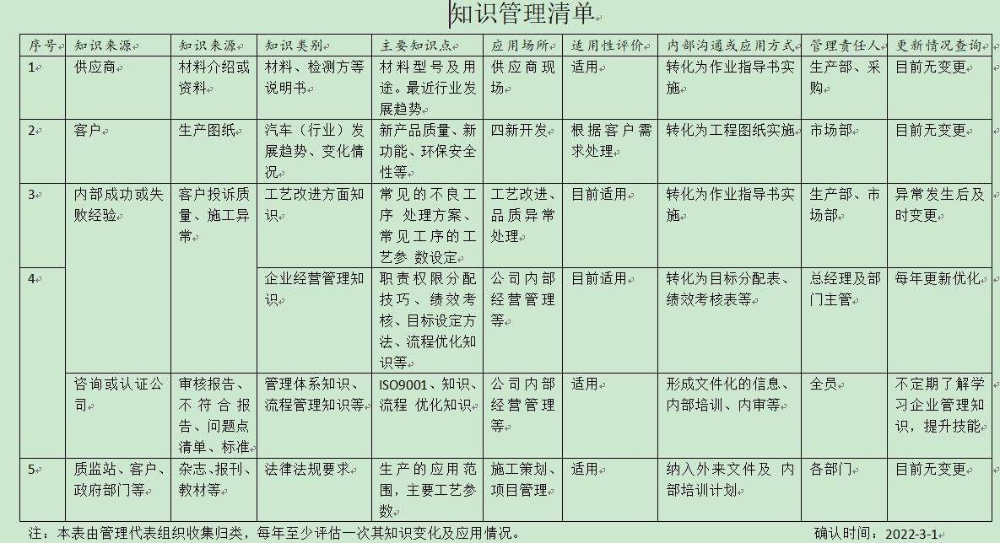 知识管理清单
序号 知识来源 知识来源 知识类别 主要知识点 应用场所 适用性评价 内部沟通或应用方式 管理责任人 更新情况查询
1 供应商 材料介绍或 材料、检测方等 材料型号及用 供应商现 适用 转化为作业指导书实 生产部、采 目前无变更
资料 说明书 途。最近行业发 场 施 购
展趋势
2 客户 生产图纸 汽车（行业）发 新产品质量、新 四新开发 根据客户需 转化为工程图纸实施 市场部 目前无变更
展趋势、变化情 功能、环保安全 求处理
况 性等
3 内部成功或失 客户投诉质 工艺改进方面知 常见的不良工 工艺改进、 目前适用 转化为作业指导书实 生产部、市 异常发生后及
败经验 量、施工异 识 序 处理方案、 品质异常 施 场部 时变更
常 常见工序的工 处理
艺参 数设定
4 企业经营管理知 职责权限分配 公司内部 目前适用 转化为目标分配表、 总经理及部 每年更新优化
识 技巧、绩效考 经营管理 绩效考核表等 门主管
核、目标设定方 等
法、流程优化知
识等
咨询或认证公 审核报告、 管理体系知识、 ISO9001、知识、 公司内部 适用 形成文件化的信息、 全员 不定期了解学
司 不符合报 流程管理知识等 流程 优化知识 经营管理 内部培训、内审等 习企业管理知
告、问题点 等 识，提升技能
清单、标准
5 质监站、客户、 杂志、报刊、 法律法规要求 生产的应用范 施工策划、 适用 纳入外来文件及 内 各部门 目前无变更
政府部门等 教材等 围，主要工艺参 项目管理 部培训计划
数
注：本表由管理代表组织收集归类，每年至少评估一次其知识变化及应用情况。 确认时间：2022-3-1